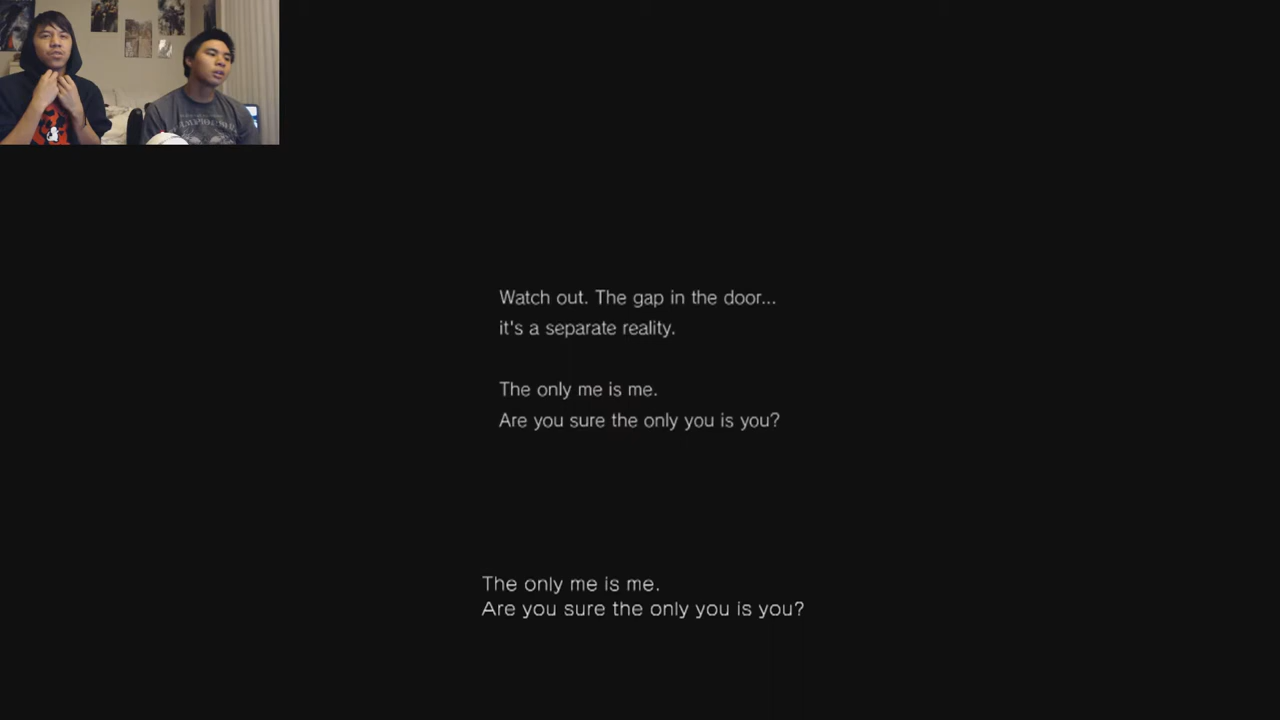 Watch out. The gap in the door...
it's a separate reality.
The only me is me.
Are you sure the only you is you?
The only me is me.
Are you sure the only you is you?